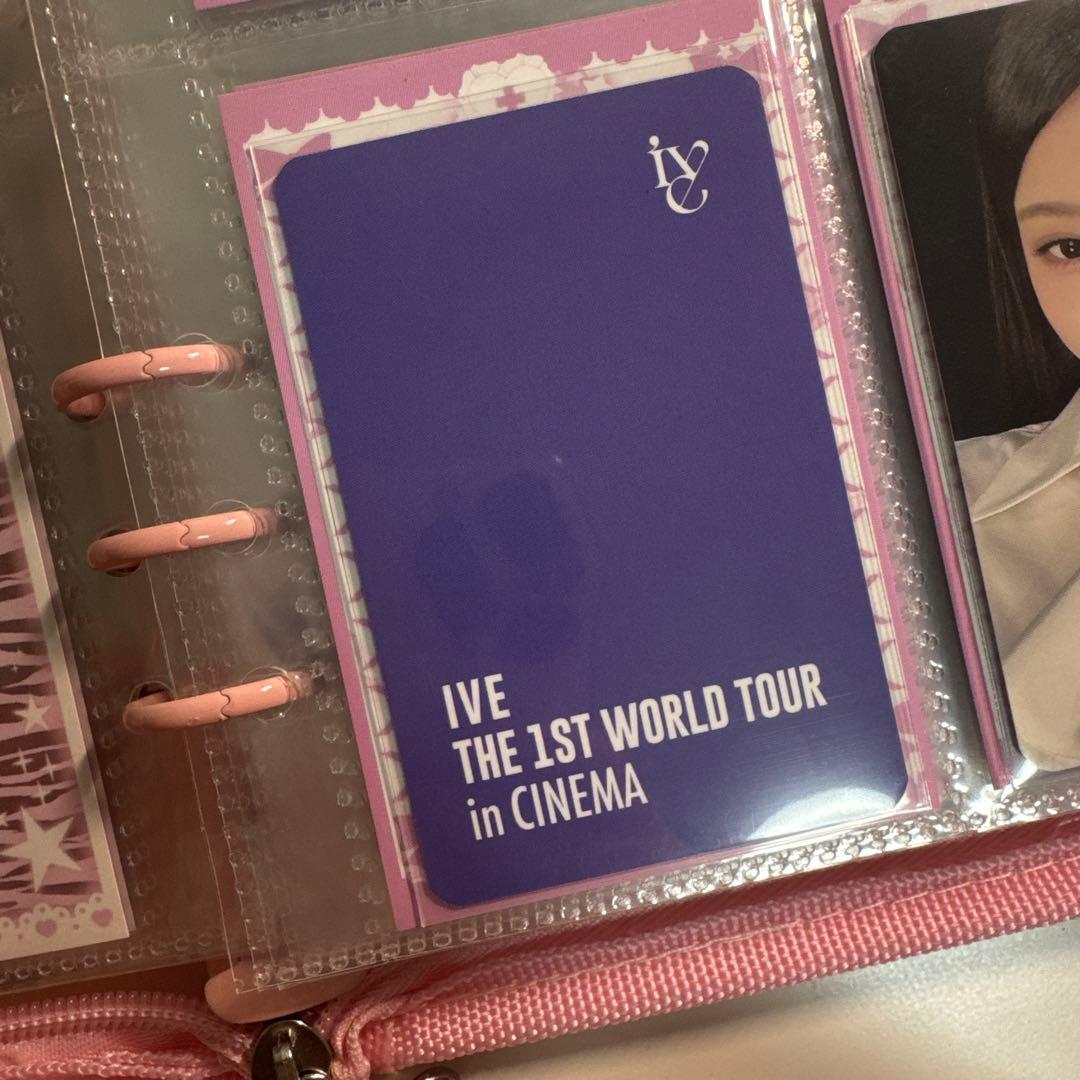 IVE
IVE
THE 1ST WORLD TOUR
in CINEMA